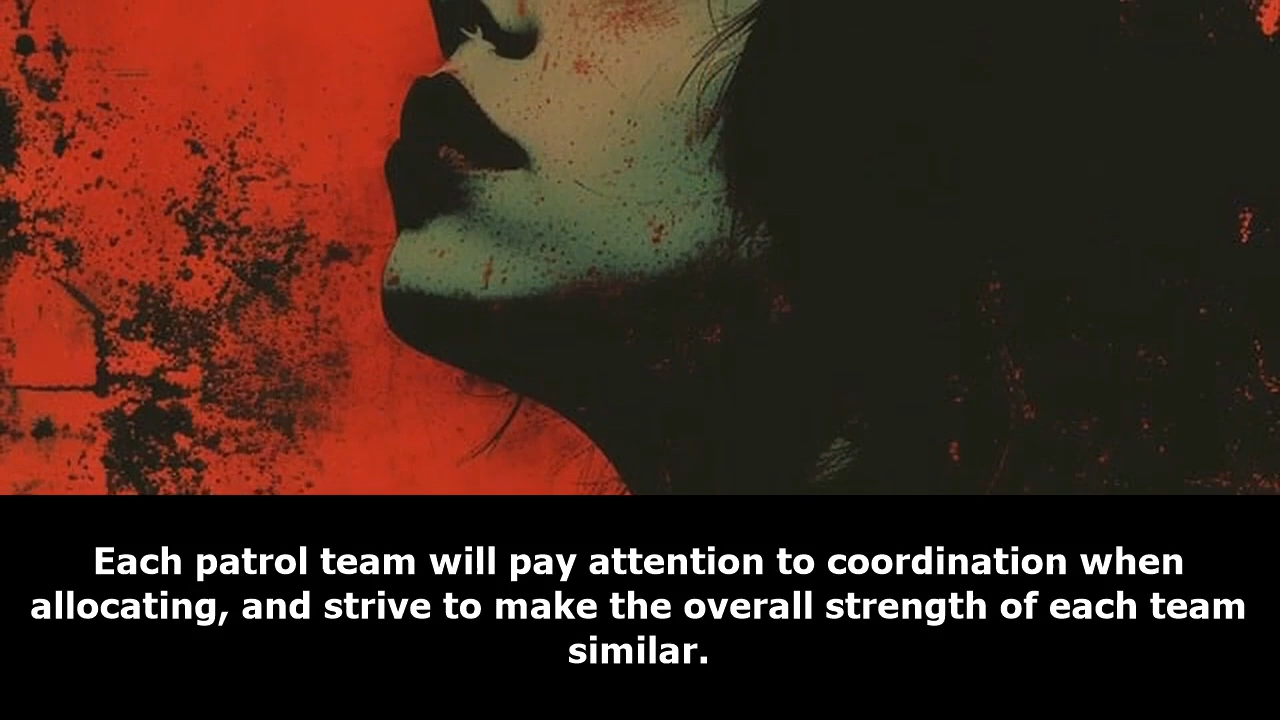 Each patrol team will pay attention to coordination when
allocating, and strive to make the overall strength of each team
similar.